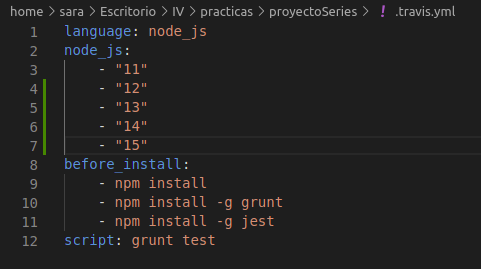 home > sara > Escritorio > IV > practicas > proyectoSeries > ! .travis.yml
1 language: node_js
2 node_js:
3 - "11"
4 - "12"
5 - "13"
6 - "14"
7 - "15"
8 before_install:
9 - npm install
10 - npm install -g grunt
11 - npm install -g jest
12 script: grunt test